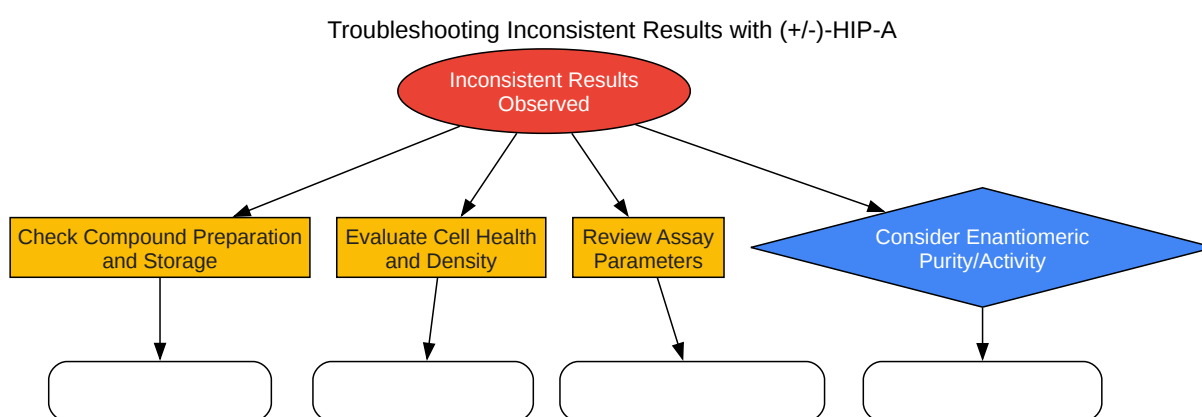 Troubleshooting Inconsistent Results with (+/-)-HIP-A
Inconsistent Results
Observed
Check Compound Preparation
and Storage
Evaluate Cell Health
and Density
Review Assay
Parameters
Consider Enantiomeric
Purity/Activity